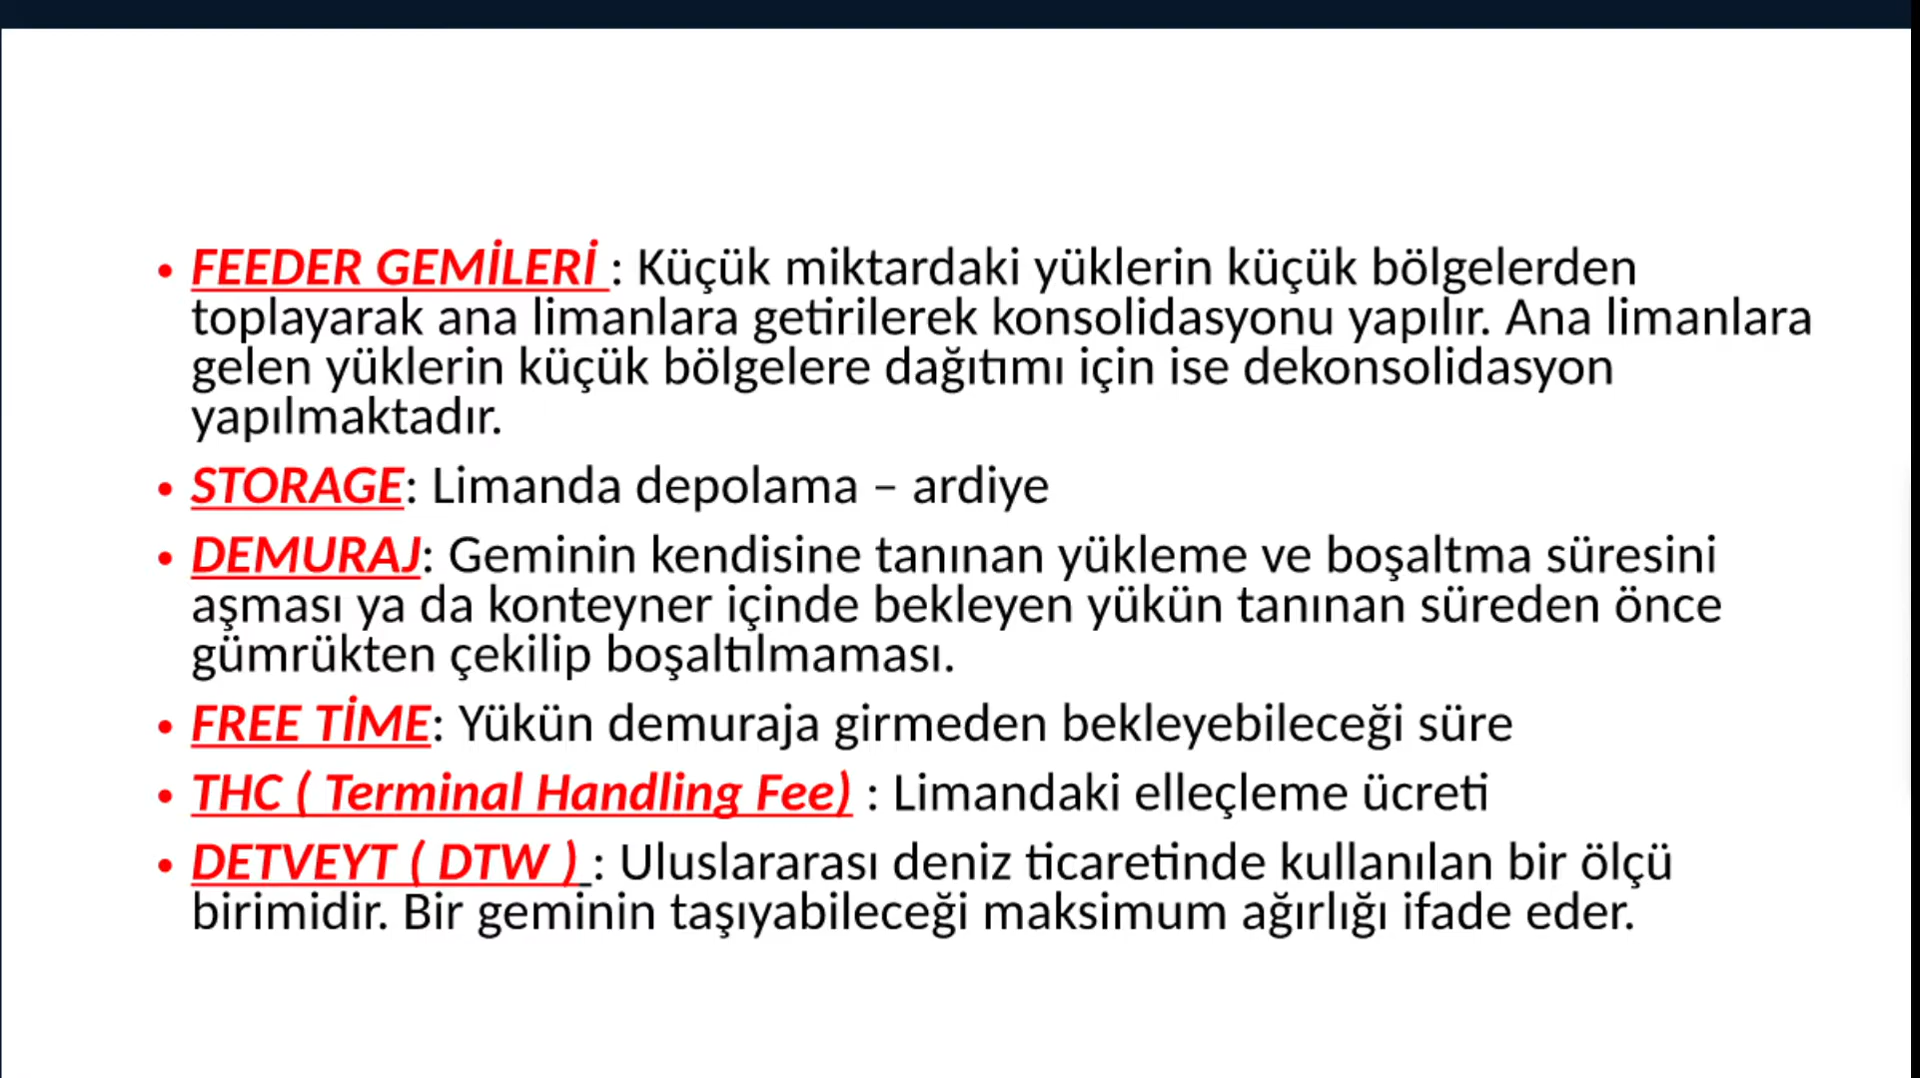 • FEEDER GEMİLERİ : Küçük miktardaki yüklerin küçük bölgelerden
toplayarak ana limanlara getirilerek konsolidasyonu yapılır. Ana limanlara
gelen yüklerin küçük bölgelere dağıtımı için ise dekonsolidasyon
yapılmaktadır.
• STORAGE: Limanda depolama – ardiye
• DEMURAJ: Geminin kendisine tanınan yükleme ve boşaltma süresini
aşması ya da konteyner içinde bekleyen yükün tanınan süreden önce
gümrükten çekilip boşaltılmaması.
• FREE TİME: Yükün demuraja girmeden bekleyebileceği süre
• THC ( Terminal Handling Fee) : Limandaki elleçleme ücreti
• DETVEYT ( DTW ) : Uluslararası deniz ticaretinde kullanılan bir ölçü
birimidir. Bir geminin taşıyabileceği maksimum ağırlığı ifade eder.